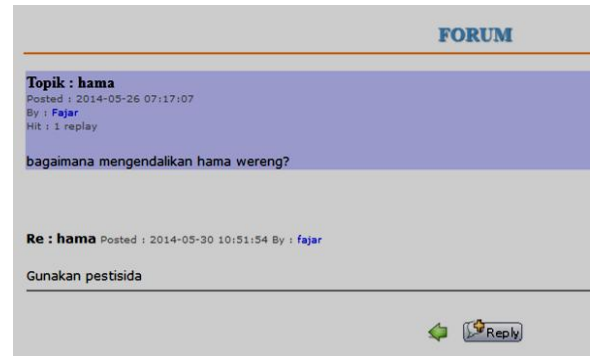 FORUM
Topik : hama
Posted : 2014-05-26 07:17:07
By : Fajar
Hit : 1 replay
bagaimana mengendalikan hama wereng?
Re : hama Posted : 2014-05-30 10:51:54 By : fajar
Gunakan pestisida
Reply